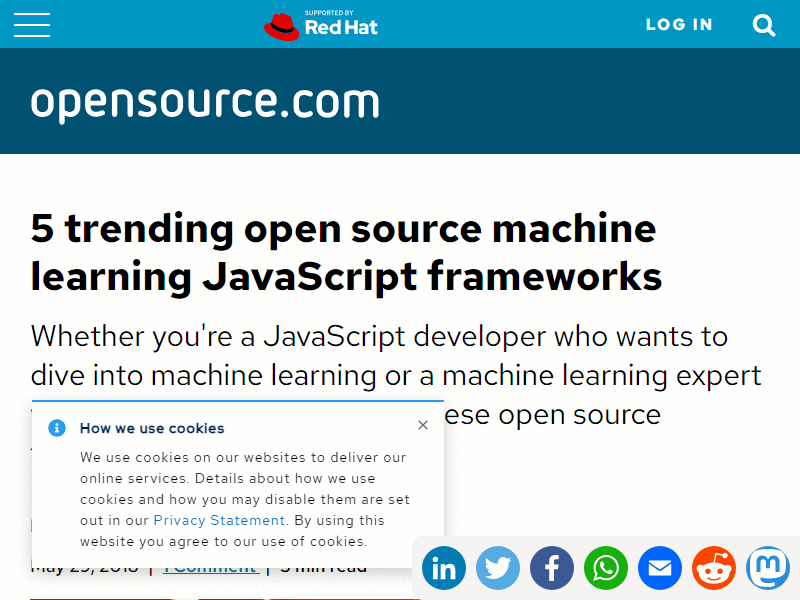 SUPPORTED BY
Red Hat
LOG IN
opensource.com
5 trending open source machine
learning JavaScript frameworks
Whether you're a JavaScript developer who wants to
dive into machine learning or a machine learning expert
ese open source
How we use cookies
We use cookies on our websites to deliver our
online services. Details about how we use
cookies and how you may disable them are set
out in our Privacy Statement. By using this
website you agree to our use of cookies.
May 29, 2018 | 1 Comment | 5 min read
in
f
m